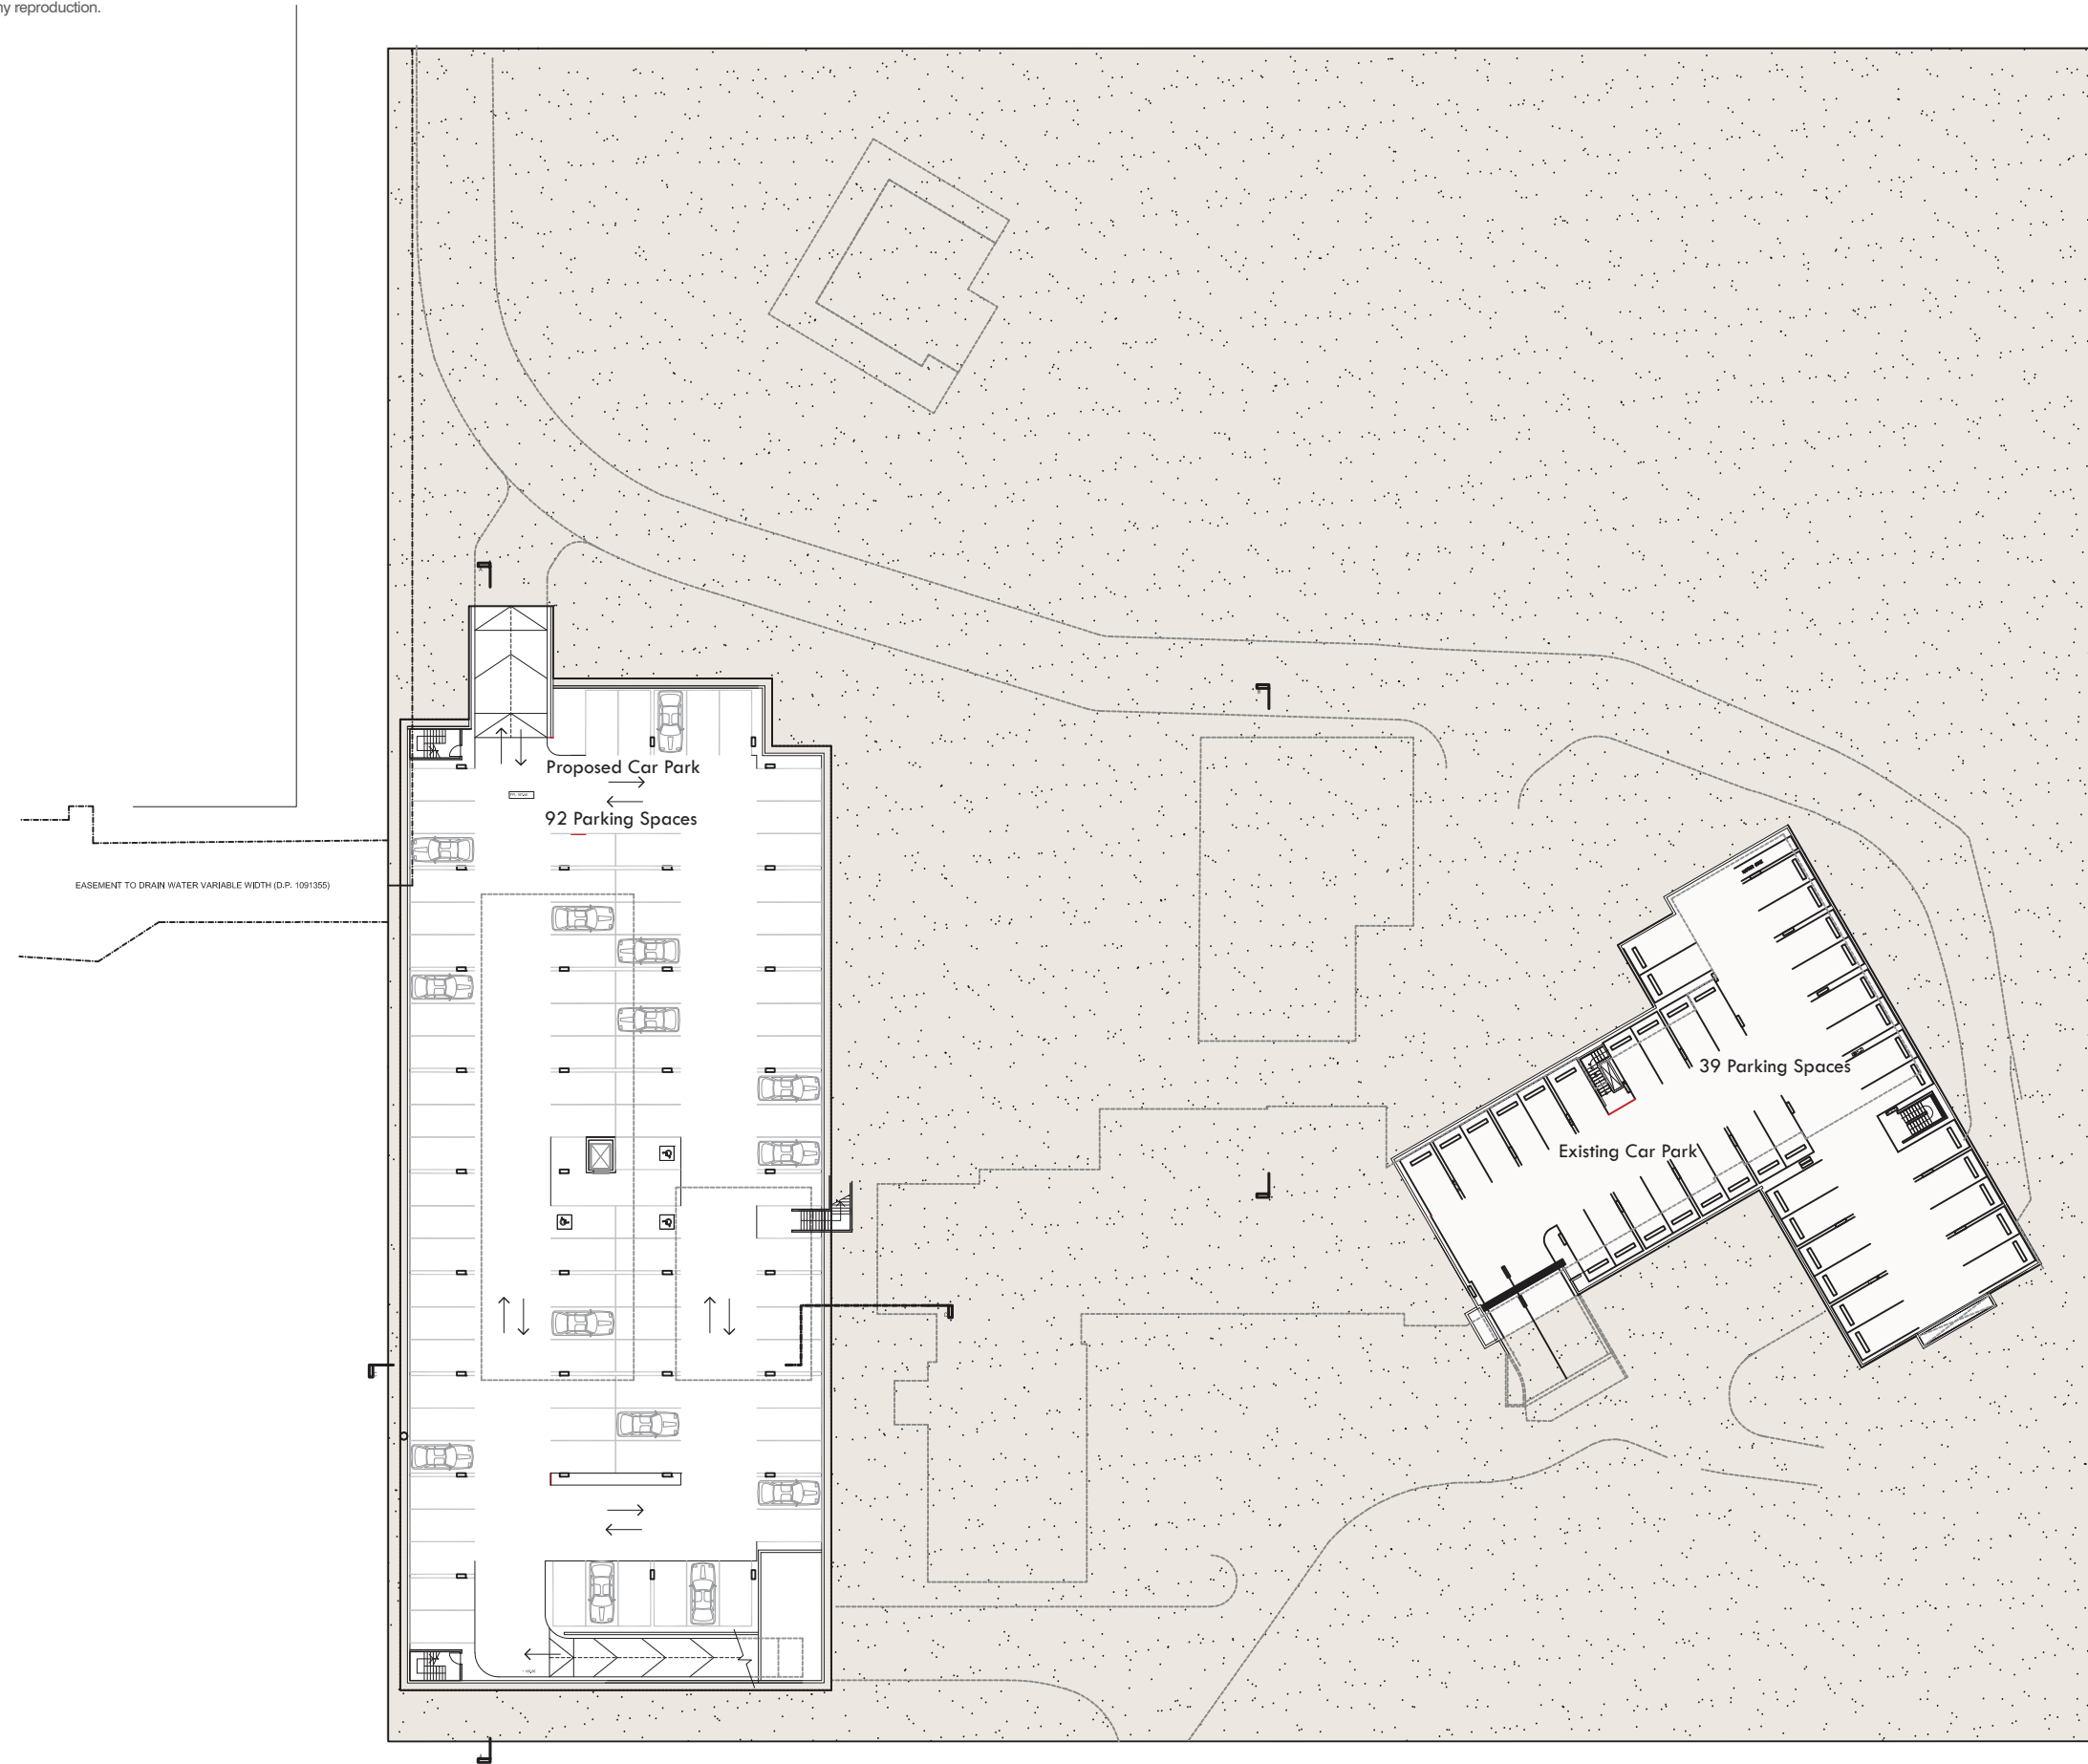 ny reproduction.
Proposed Car Park
92 Parking Spaces
EASEMENT TO DRAIN WATER VARIABLE WIDTH (D.P. 1091355)
39 Parking Spaces
Existing Car Park